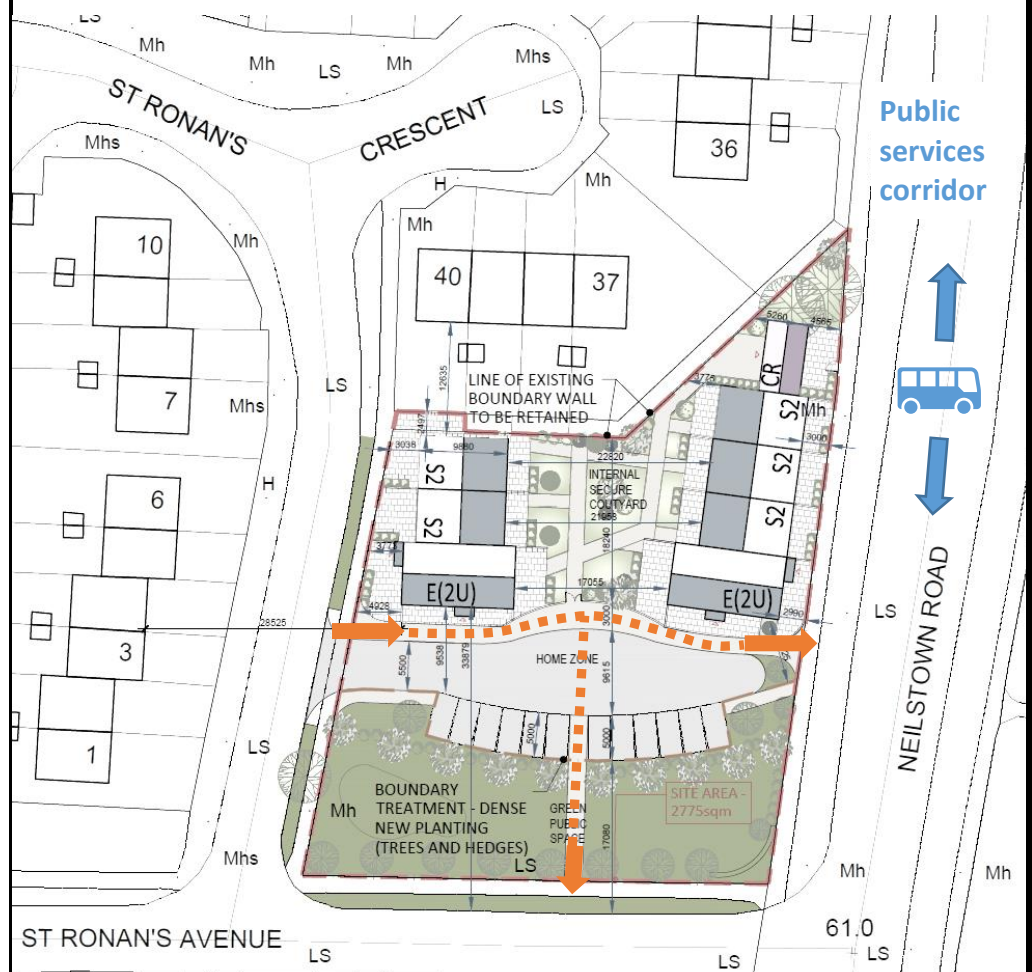 Mh
Mh
LS
Mh
Mhs
LS
ST RONAN'S
CRESCENT
Public
services
corridor
Mhs
36
H
Mh
Mh
10
Mh
40
37
7
Mhs
LS
LINE OF EXISTING
BOUNDARY WALL
TO BE RETAINED
12635
2497
3038
9880
22820
5260
4565
CR
S2
Mh
3000
S2
S2
S2
S2
INTERNAL
SECURE
COUTYARD
21956
18240
H
6
17055
E(2U)
E(2U)
4928
2990
LS
28525
3
3000
HOME ZONE
5500
9538
33879
9615
NEILSTOWN ROAD
1
LS
5000
5000
BOUNDARY
TREATMENT - DENSE
NEW PLANTING
(TREES AND HEDGES)
GREEN
PUBLIC
SPACE
SITE AREA -
2775sqm
17080
Mh
LS
Mhs
Mh
Mh
61.0
ST RONAN'S AVENUE
LS
LS
LS